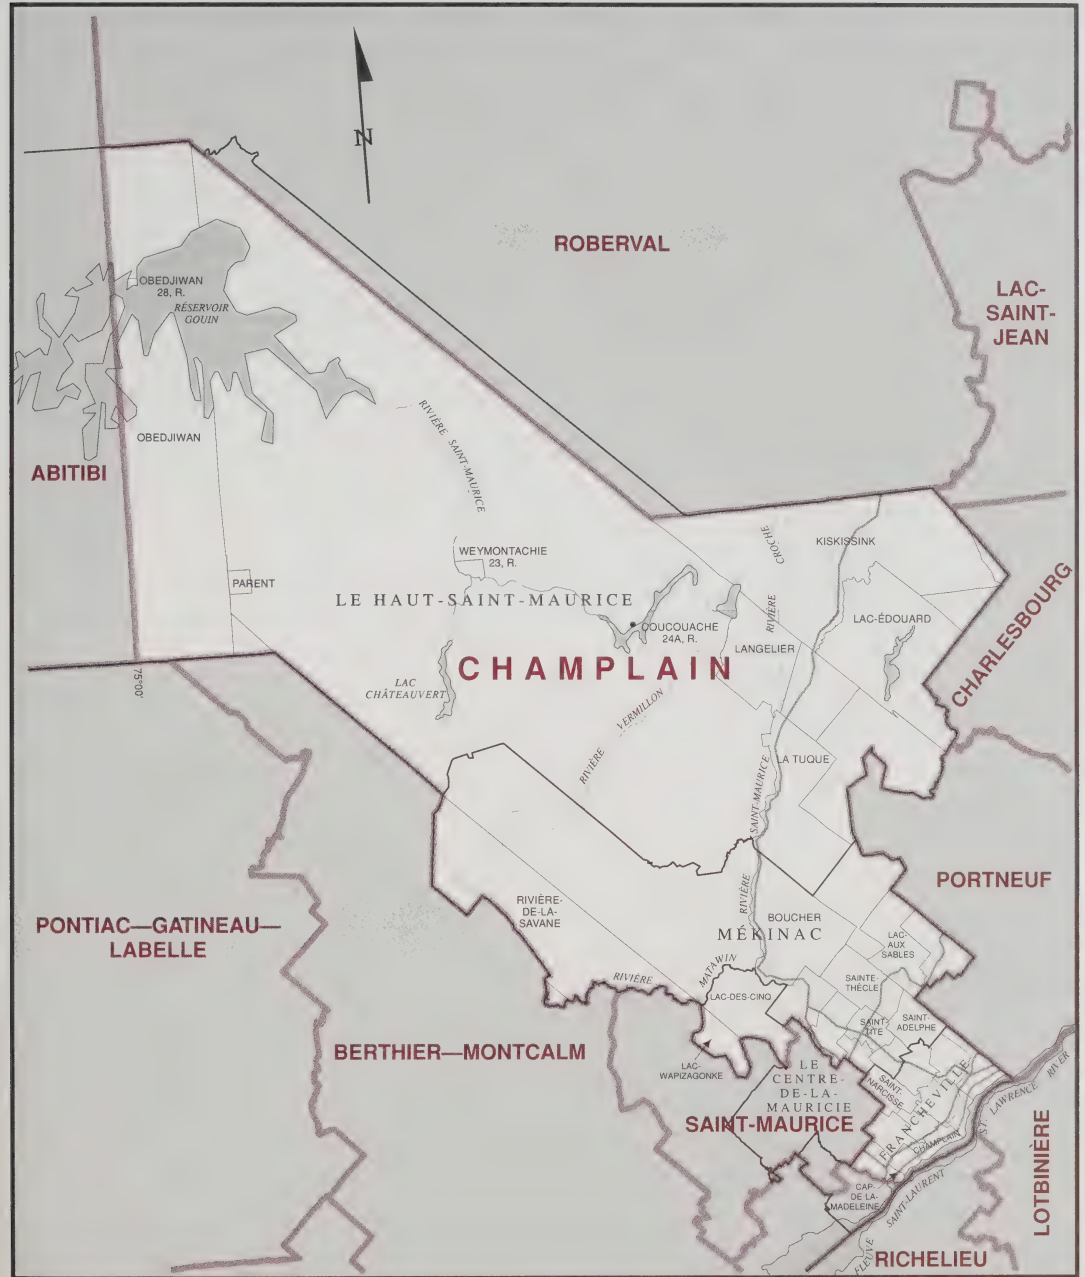 N
ROBERVAL
LAC-
SAINT-
JEAN
OBEDJIWAN
28, R.
RÉSERVOIR
GOUIN
OBEDJIWAN
ABITIBI
RIVIÈRE SAINT-MAURICE
WEYMONTACHIE
23, R.
PARENT
LE HAUT-SAINT-MAURICE
RIVIÈRE CROCHE
KISKISSINK
COUCOUACHE
24A, R.
LANGELIER
LAC-ÉDOUARD
CHARLESBOURG
CHAMPLAIN
LAC
CHÂTEAUVERT
75°00'
RIVIÈRE VERMILLON
LA TUQUE
RIVIÈRE SAINT-MAURICE
PORTNEUF
PONTIAC—GATINEAU—
LABELLE
RIVIÈRE-
DE-LA-
SAVANE
BOUCHER
MÉKINAC
LAC-
AUX
SABLES
RIVIÈRE MATAWIN
LAC-DES-CINQ
SAINTE-
THÈCLE
SAINT-
TITE
SAINT-
ADELPHE
BERTHIER—MONTCALM
LAC-
WAPIZAGONKE
LE
CENTRE-
DE-LA-
MAURICIE
SAINT-MAURICE
SAINT-
NARCISSE
FRANCHEVILLE
CHAMPLAIN
ST. LAWRENCE RIVER
LOTBINIÈRE
CAP-
DE-LA-
MADELEINE
FLEUVE SAINT-LAURENT
RICHELIEU